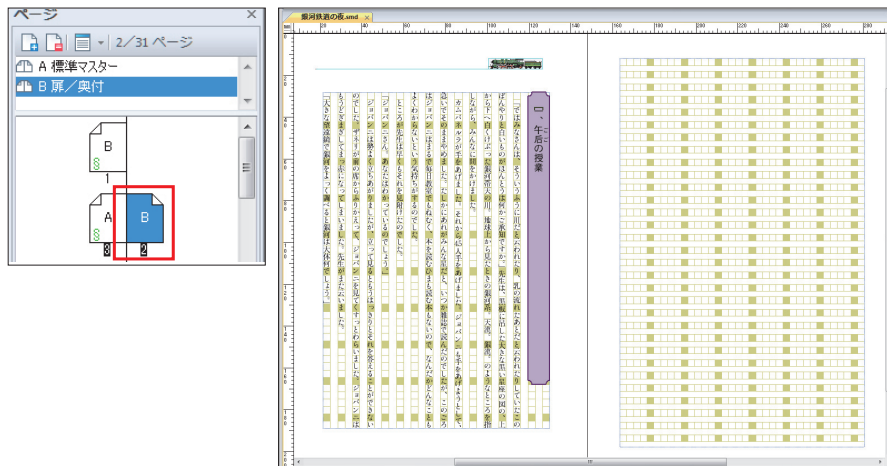 ページ
2/31 ページ
A 標準マスター
B 扉/奥付
B
1
A
B
3
2
銀河鉄道の夜.smd
一、午后の授業
「ではみなさんは、そういうふうに川だと云われたり、乳の流れたあとだと云われたりしていたこの
ぼんやりと白いものがほんとうは何かご承知ですか。」先生は、黒板に吊した大きな黒い星座の図の、上
から下へ白くけぶった銀河帯
しながら、みんなに問をかけました。
カムパネルラが手をあげました。それから四、五人手をあげました。ジョバンニも手をあげようとして、
急いでそのままやめました。たしかにあれがみんな星だと、いつか雑誌で読んだのでしたが、このごろ
はジョバンニはまるで毎日教室でもねむく、本を読むひまも読む本もないので、なんだかどんなことも
よくわからないという気持ちがするのでした。
ところが先生は早くもそれを見附けたのでした。
「ジョバンニさん。あなたはわかっているのでしょう。」
ジョバンニは勢よく立ちあがりましたが、立って見るともうはっきりとそれを答えることができない
のでした。ザネリが前の席からふりかえって、ジョバンニを見てくすっとわらいました。ジョバンニは
もうどぎまぎしてまっ赤になってしまいました。先生がまた云いました。
「大きな望遠鏡で銀河をよっく調べると銀河は大体何でしょう。」